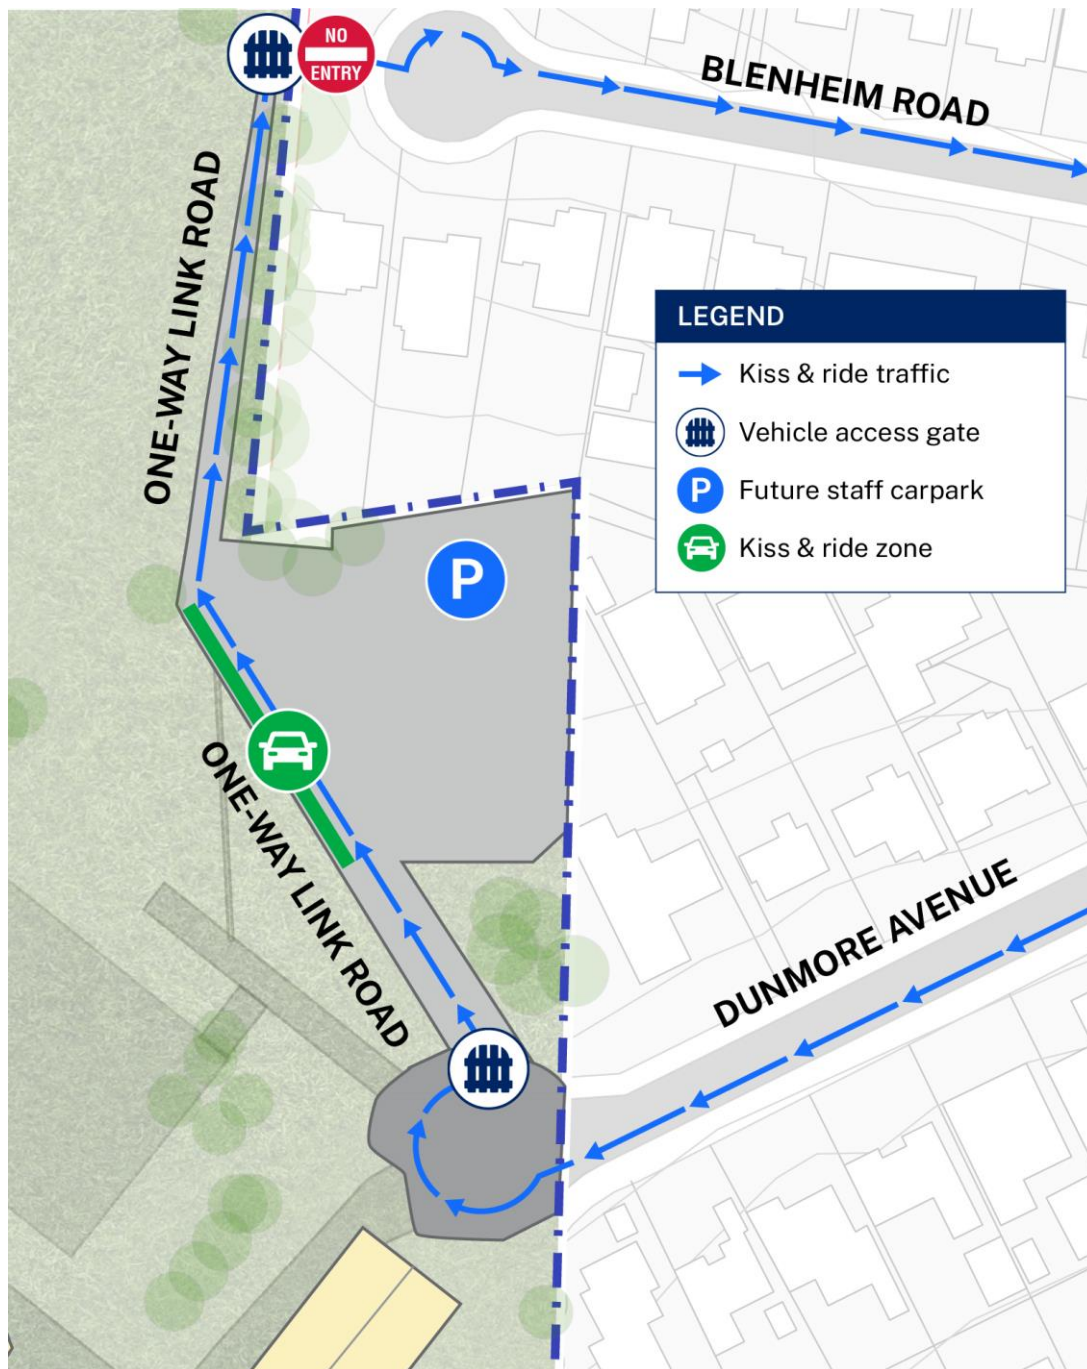 NO
ENTRY
BLENHEIM ROAD
ONE-WAY LINK ROAD
LEGEND
Kiss & ride traffic
Vehicle access gate
P
Future staff carpark
Kiss & ride zone
P
ONE-WAY LINK ROAD
DUNMORE AVENUE